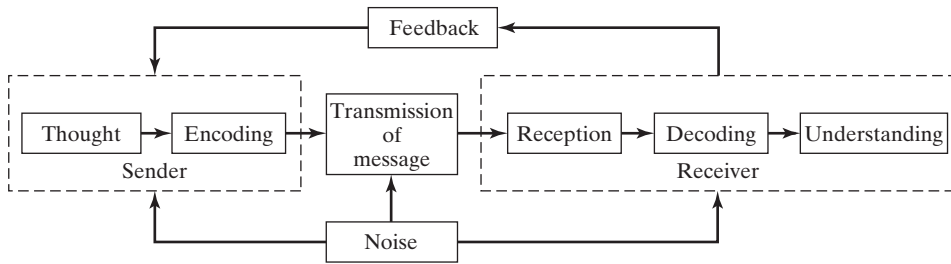 Feedback
Thought
Encoding
Sender
Transmission
of
message
Reception
Decoding
Understanding
Receiver
Noise